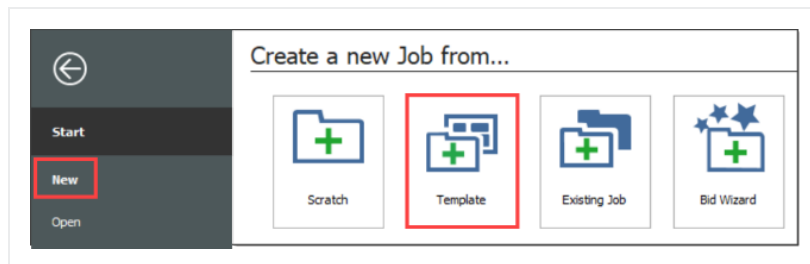 Create a new Job from...
Start
New
Open
Scratch
Template
Existing Job
Bid Wizard